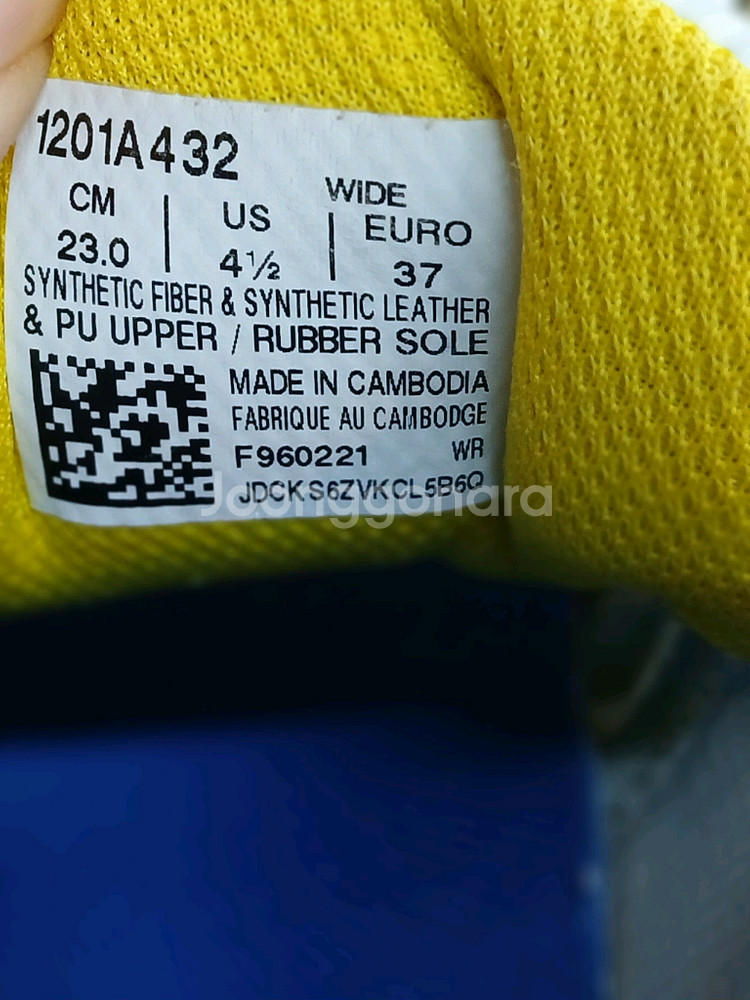 1201A432
WIDE
CM | US | EURO
23.0 4½ 37
SYNTHETIC FIBER & SYNTHETIC LEATHER
& PU UPPER / RUBBER SOLE
MADE IN CAMBODIA
FABRIQUE AU CAMBODGE
F960221 WR
JDCKS6ZVKCL5B6Q
Joonggonara